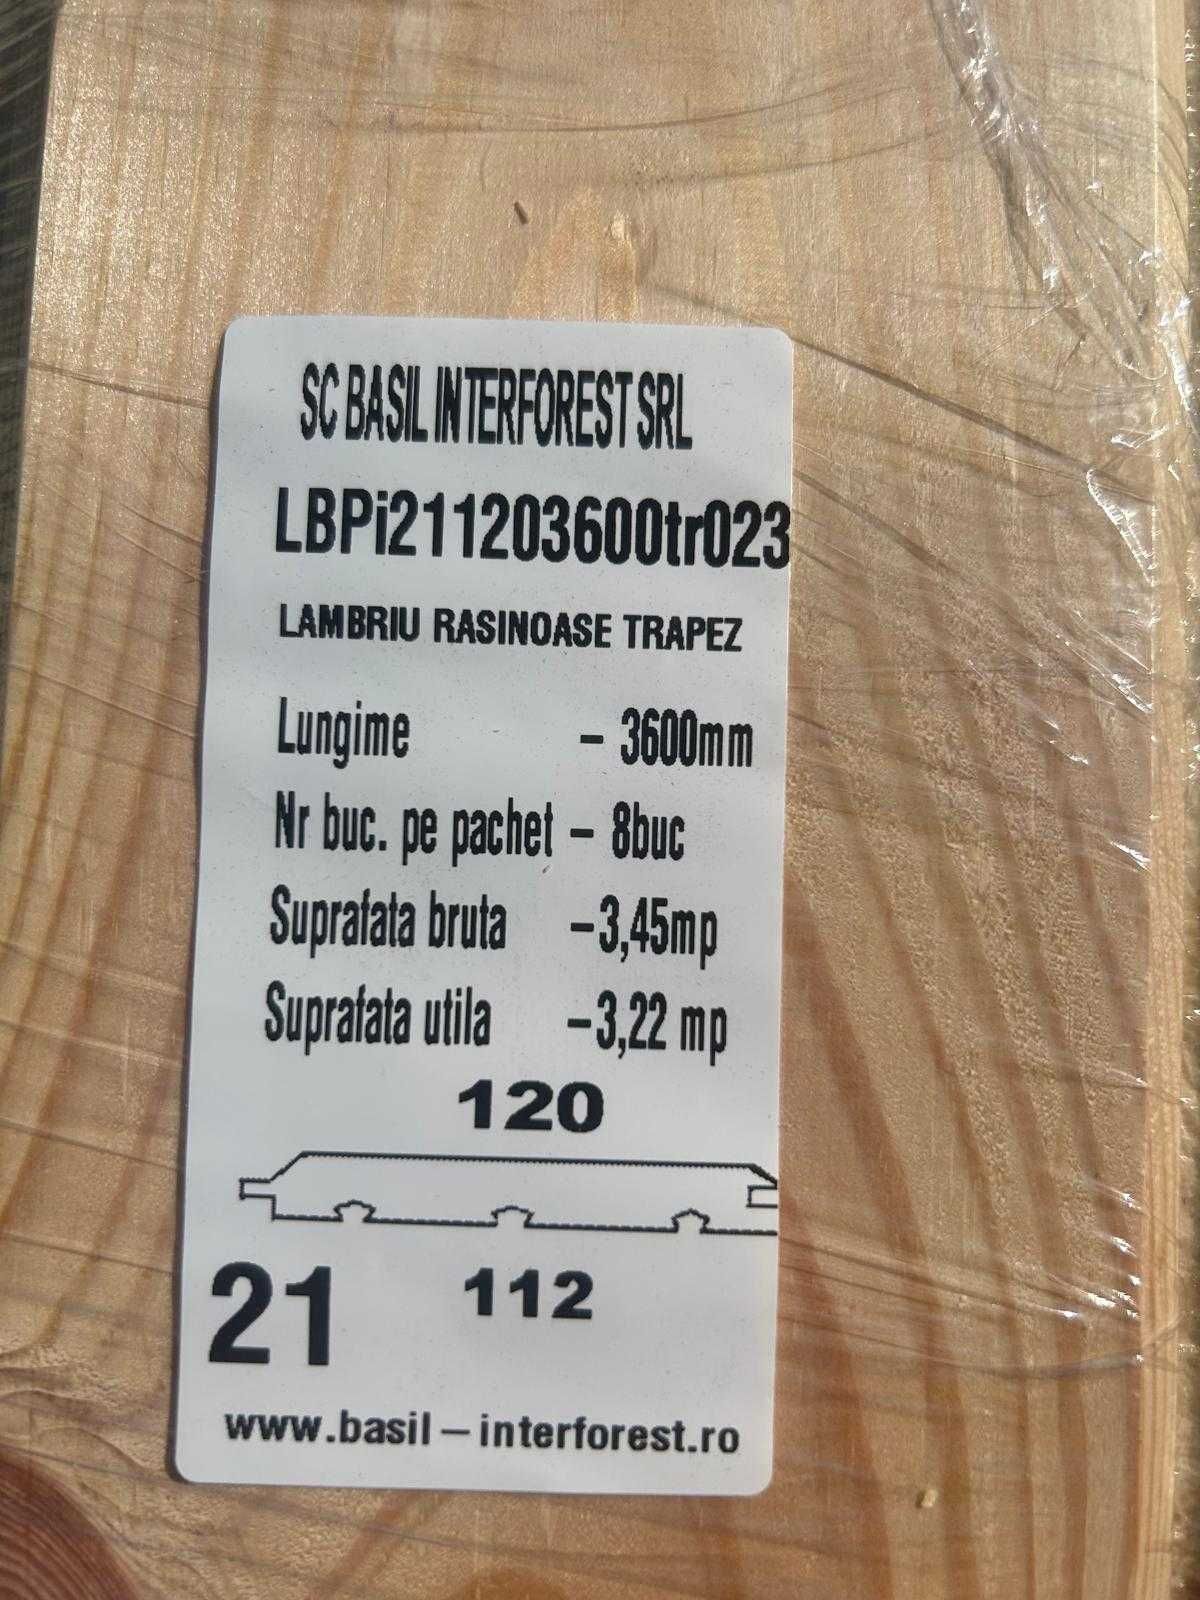 SC BASIL INTERFOREST SRL
LBPi211203600tr023
LAMBRIU RASINOASE TRAPEZ
Lungime - 3600mm
Nr buc. pe pachet - 8buc
Suprafata bruta -3,45mp
Suprafata utila -3,22 mp
120
21 112
www.basil-interforest.ro